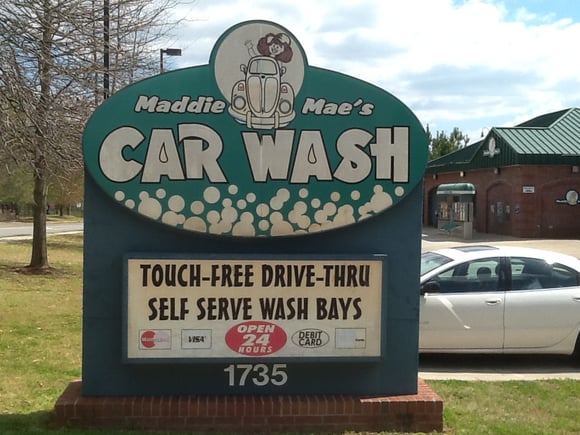 Maddie Mae's
CAR WASH
TOUCH-FREE DRIVE-THRU
SELF SERVE WASH BAYS
MasterCard VISA OPEN 24 HOURS DEBIT CARD
1735